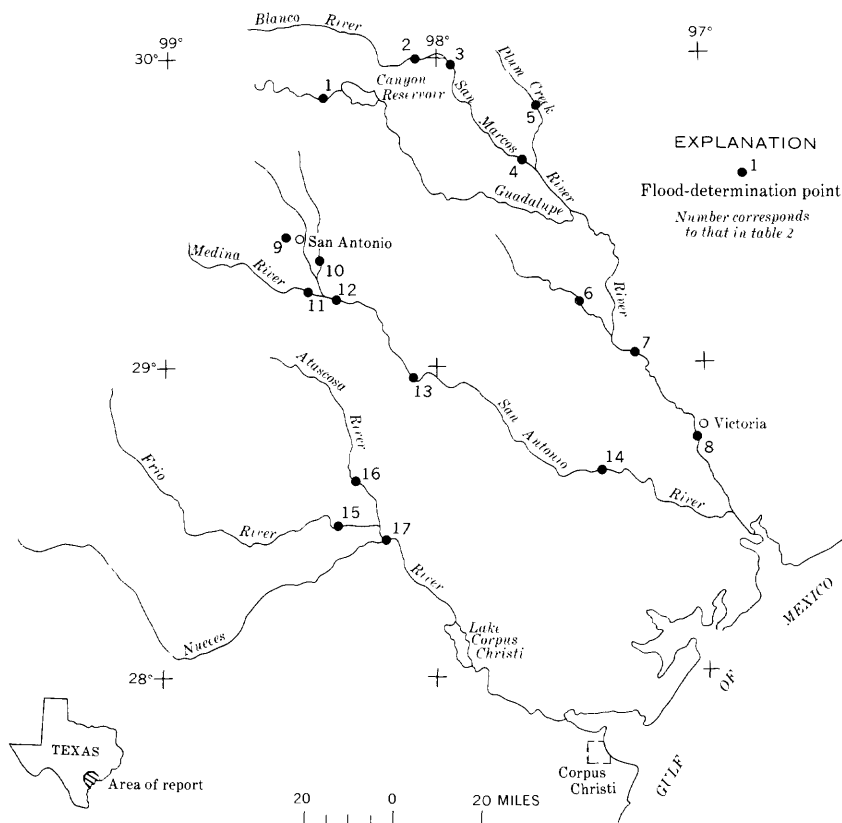 Blanco River
99°
98°
97°
30°
2
3
Plum Creek
1
Canyon
Reservoir
San Marcos River
5
4
EXPLANATION
1
Flood-determination point
Number corresponds
to that in table 2
Guadalupe River
9
San Antonio
10
Medina River
11
12
6
7
29°
Atascosa River
13
San Antonio River
Victoria
8
14
Frio River
16
15
17
River
Nueces
Lake
Corpus
Christi
28°
GULF OF MEXICO
TEXAS
Area of report
Corpus
Christi
20 0 20 MILES